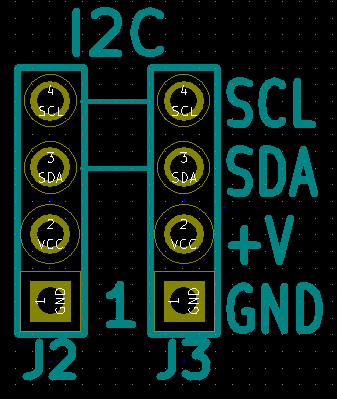 I2C
4 SCL 4 SCL SCL
3 SDA 3 SDA SDA
2 VCC 2 VCC +V
1 GND 1 1 GND GND
J2 J3